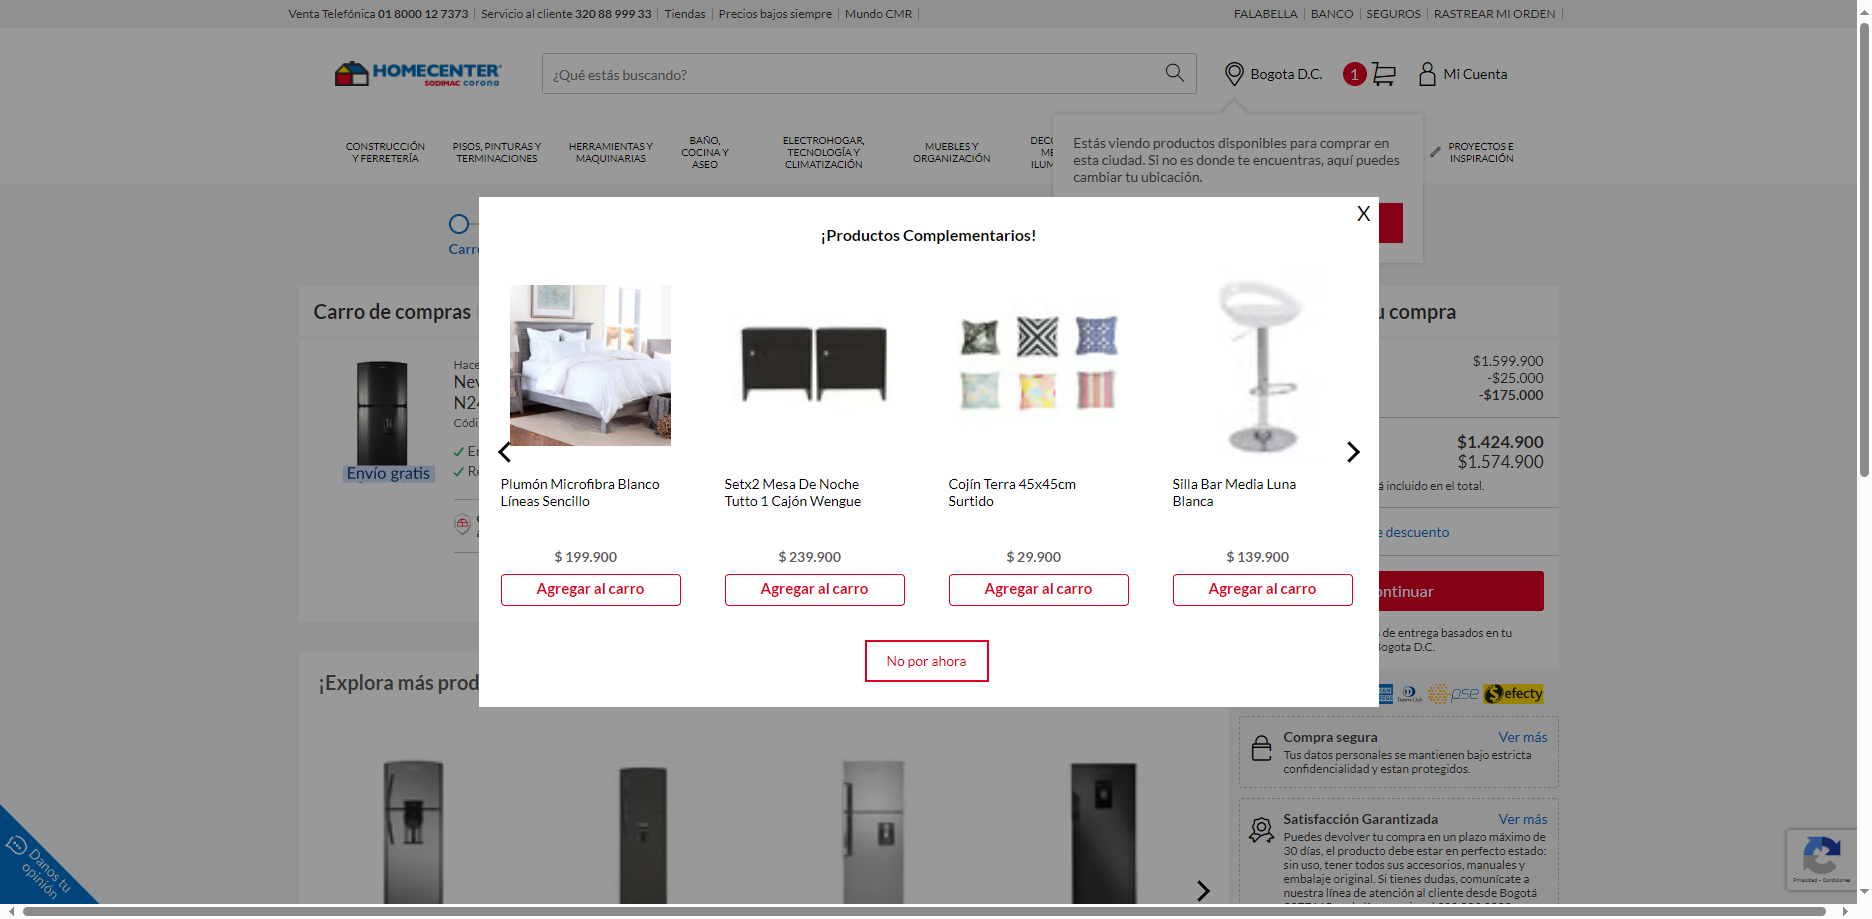 Venta Telefónica 01 8000 12 7373
Servicio al cliente 320 88 999 33
Tiendas
Precios bajos siempre
Mundo CMR
FALABELLA
BANCO
SEGUROS
RASTREAR MI ORDEN
HOMECENTER
SODIMAC corona
¿Qué estás buscando?
Bogota D.C.
1
Mi Cuenta
CONSTRUCCIÓN
Y FERRETERÍA
PISOS, PINTURAS Y
TERMINACIONES
HERRAMIENTAS Y
MAQUINARIAS
BAÑO,
COCINA Y
ASEO
ELECTROHOGAR,
TECNOLOGÍA Y
CLIMATIZACIÓN
MUEBLES Y
ORGANIZACIÓN
PROYECTOS E
INSPIRACIÓN
Estás viendo productos disponibles para comprar en
esta ciudad. Si no es donde te encuentras, aquí puedes
cambiar tu ubicación.
X
¡Productos Complementarios!
Plumón Microfibra Blanco
Líneas Sencillo
$ 199.900
Agregar al carro
Setx2 Mesa De Noche
Tutto 1 Cajón Wengue
$ 239.900
Agregar al carro
Cojín Terra 45x45cm
Surtido
$ 29.900
Agregar al carro
Silla Bar Media Luna
Blanca
$ 139.900
Agregar al carro
No por ahora
Carro de compras
Envío gratis
Hace
compra
$1.599.900
-$25.000
-$175.000
$1.424.900
$1.574.900
á incluido en el total.
descuento
ontinuar
de entrega basados en tu
Bogota D.C.
¡Explora más prod
pse
efecty
Compra segura
Ver más
Tus datos personales se mantienen bajo estricta
confidencialidad y estan protegidos.
Satisfacción Garantizada
Ver más
Puedes devolver tu compra en un plazo máximo de
30 días, el producto debe estar en perfecto estado:
sin uso, tener todos sus accesorios, manuales y
embalaje original. Si tienes dudas, comunícate a
nuestra línea de atención al cliente desde Bogotá
Danos tu
opinión
Privacidad - Condiciones